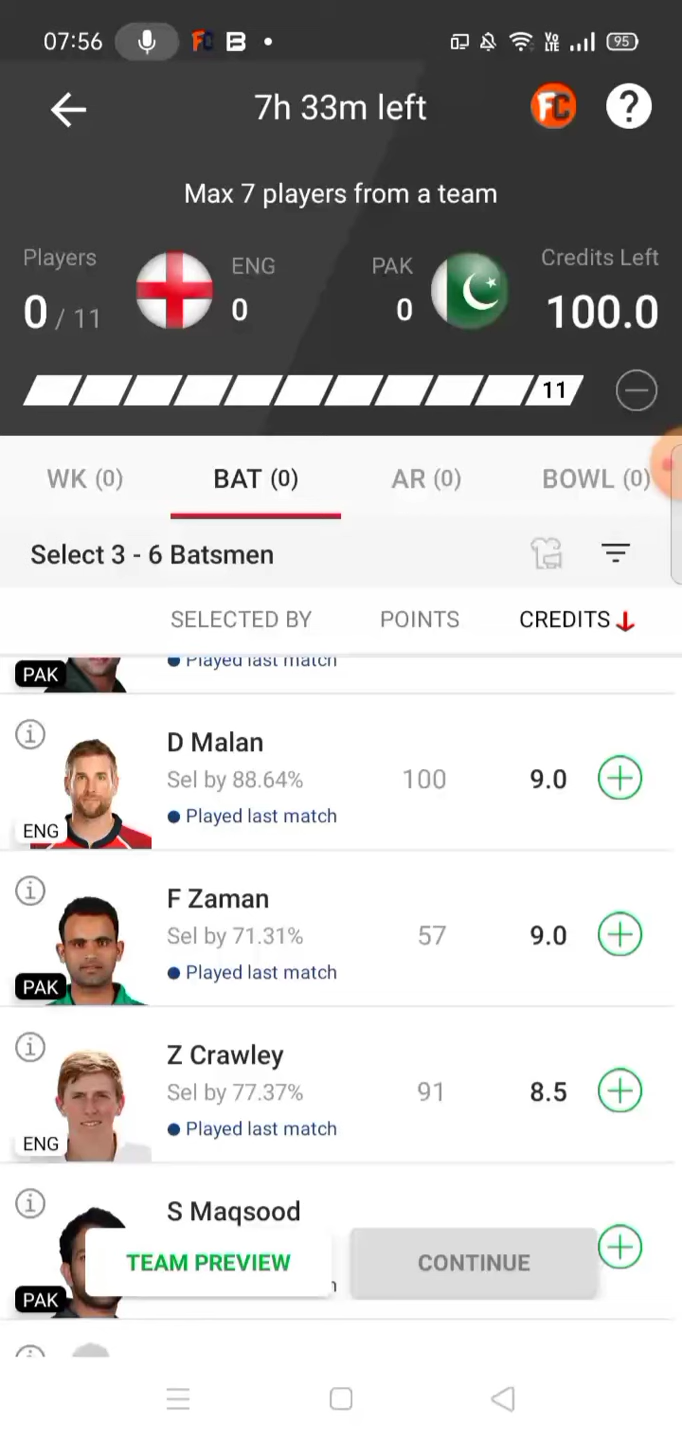 07:56 FC B VO LTE 95
7h 33m left FC ?
Max 7 players from a team
Players ENG PAK Credits Left
0 / 11 0 0 100.0
11
WK (0) BAT (0) AR (0) BOWL (0)
Select 3 - 6 Batsmen
SELECTED BY POINTS CREDITS
PAK Played last match
D Malan
Sel by 88.64% 100 9.0
Played last match
ENG
F Zaman
Sel by 71.31% 57 9.0
Played last match
PAK
Z Crawley
Sel by 77.37% 91 8.5
Played last match
ENG
S Maqsood
TEAM PREVIEW CONTINUE
PAK